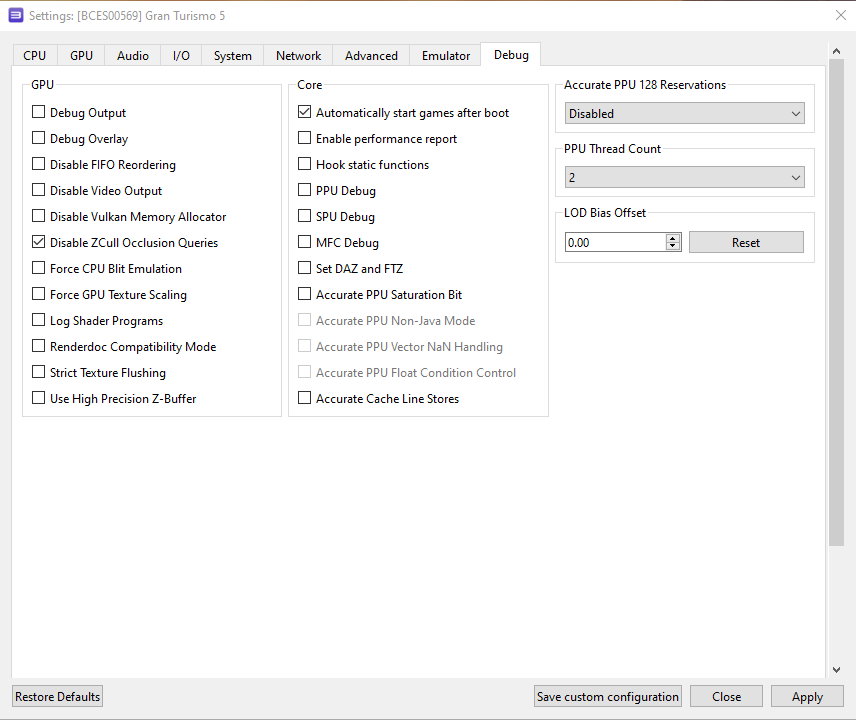 Settings: [BCES00569] Gran Turismo 5
CPU GPU Audio I/O System Network Advanced Emulator Debug
GPU
Debug Output
Debug Overlay
Disable FIFO Reordering
Disable Video Output
Disable Vulkan Memory Allocator
Disable ZCull Occlusion Queries
Force CPU Blit Emulation
Force GPU Texture Scaling
Log Shader Programs
Renderdoc Compatibility Mode
Strict Texture Flushing
Use High Precision Z-Buffer
Core
Automatically start games after boot
Enable performance report
Hook static functions
PPU Debug
SPU Debug
MFC Debug
Set DAZ and FTZ
Accurate PPU Saturation Bit
Accurate PPU Non-Java Mode
Accurate PPU Vector NaN Handling
Accurate PPU Float Condition Control
Accurate Cache Line Stores
Accurate PPU 128 Reservations
Disabled
PPU Thread Count
2
LOD Bias Offset
0.00 Reset
Restore Defaults Save custom configuration Close Apply